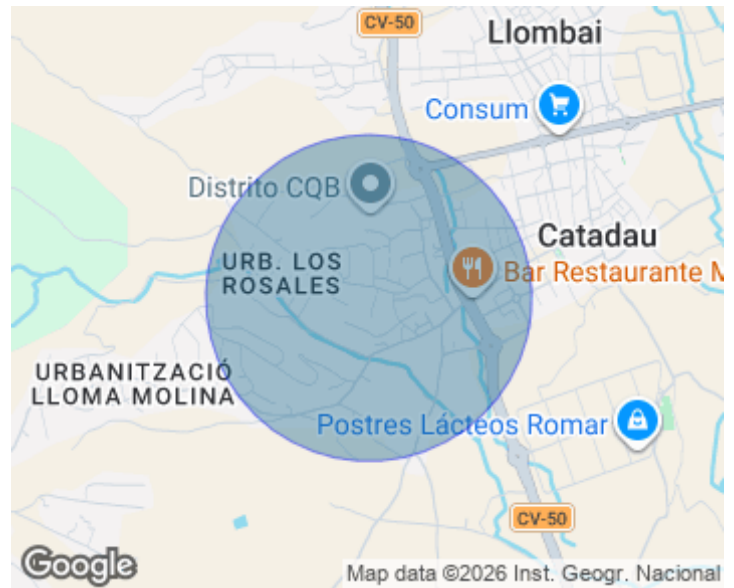 CV-50
Llombai
Consum
Distrito CQB
Catadau
URB. LOS
ROSALES
Bar Restaurante M
URBANITZACIÓ
LLOMA MOLINA
Postres Lácteos Romar
CV-50
Google
Map data ©2026 Inst. Geogr. Nacional